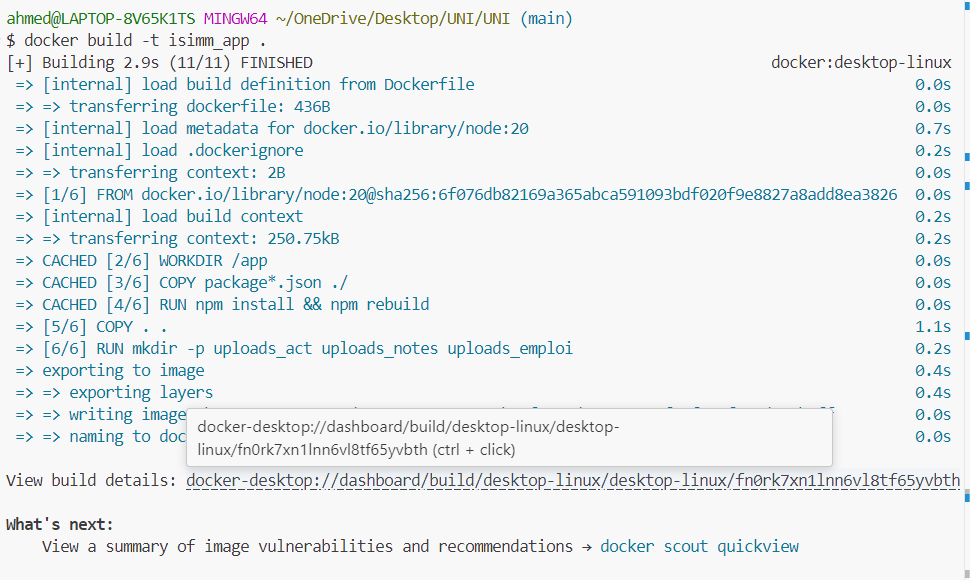 ahmed@LAPTOP-8V65K1TS MINGW64 ~/OneDrive/Desktop/UNI/UNI (main)
$ docker build -t isimm_app .
[+] Building 2.9s (11/11) FINISHED docker:desktop-linux
=> [internal] load build definition from Dockerfile 0.0s
=> => transferring dockerfile: 436B 0.0s
=> [internal] load metadata for docker.io/library/node:20 0.7s
=> [internal] load .dockerignore 0.2s
=> => transferring context: 2B 0.0s
=> [1/6] FROM docker.io/library/node:20@sha256:6f076db82169a365abca591093bdf020f9e8827a8add8ea3826 0.0s
=> [internal] load build context 0.2s
=> => transferring context: 250.75kB 0.2s
=> CACHED [2/6] WORKDIR /app 0.0s
=> CACHED [3/6] COPY package*.json ./ 0.0s
=> CACHED [4/6] RUN npm install && npm rebuild 0.0s
=> [5/6] COPY . . 1.1s
=> [6/6] RUN mkdir -p uploads_act uploads_notes uploads_emploi 0.2s
=> exporting to image 0.4s
=> => exporting layers 0.4s
=> => writing image 0.0s
=> => naming to doc 0.0s
docker-desktop://dashboard/build/desktop-linux/desktop-
linux/fn0rk7xn1lnn6vl8tf65yvbth (ctrl + click)
View build details: docker-desktop://dashboard/build/desktop-linux/desktop-linux/fn0rk7xn1lnn6vl8tf65yvbth
What's next:
View a summary of image vulnerabilities and recommendations → docker scout quickview